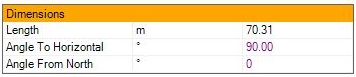 Dimensions
Length m 70.31
Angle To Horizontal ° 90.00
Angle From North ° 0